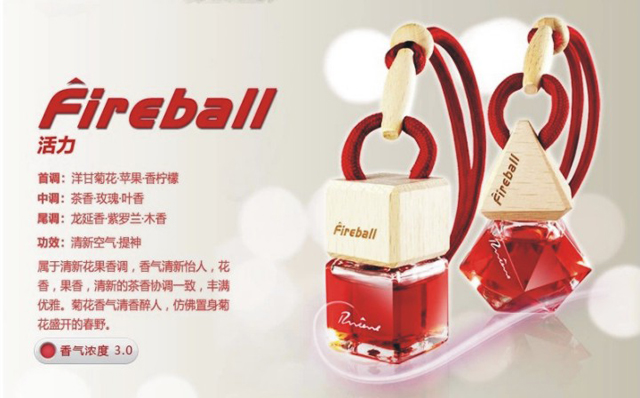 Fireball
活力
首调：洋甘菊花·苹果·香柠檬
中调：茶香·玫瑰·叶香
尾调：龙延香·紫罗兰·木香
功效：清新空气·提神
属于清新花果香调，香气清新怡人，花
香，果香，清新的茶香协调一致，丰满
优雅。菊花香气清香醉人，仿佛置身菊
花盛开的春野。
香气浓度 3.0
Fireball
Fireball